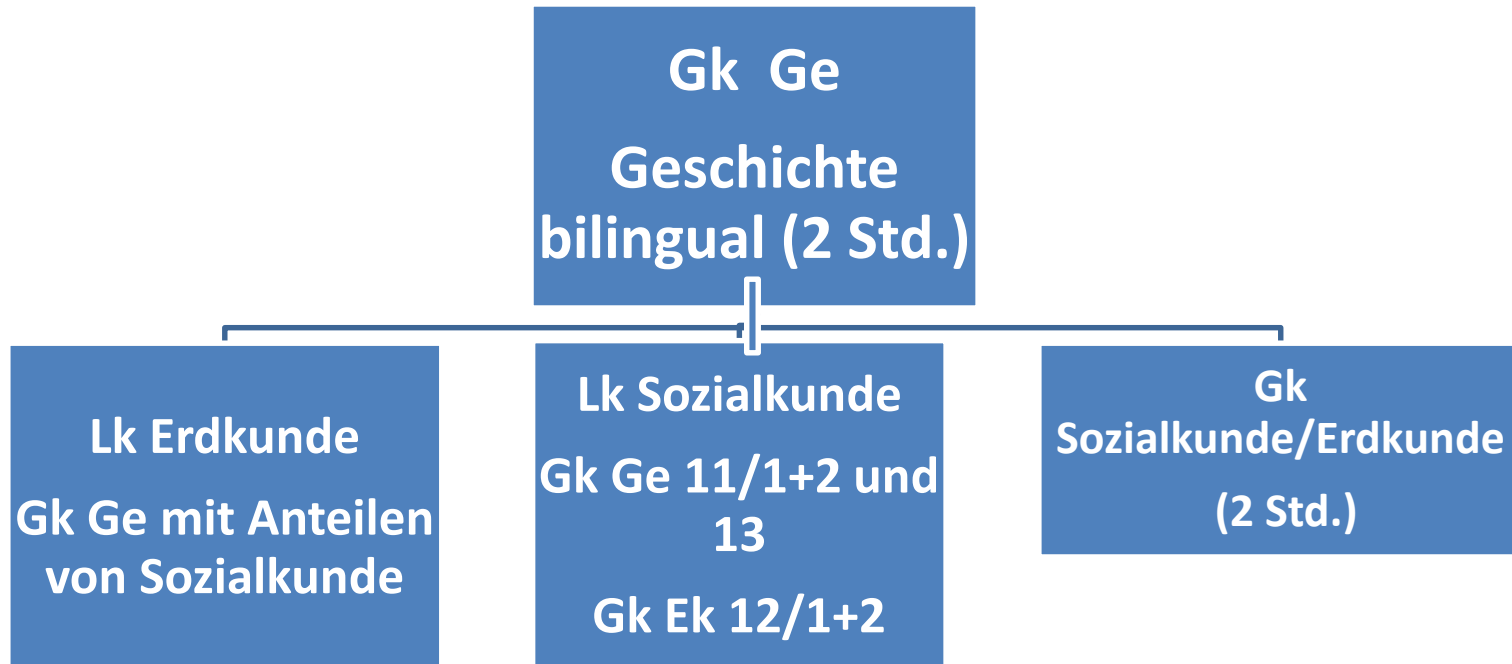 Gk Ge
Geschichte
bilingual (2 Std.)
Lk Erdkunde
Gk Ge mit Anteilen
von Sozialkunde
Lk Sozialkunde
Gk Ge 11/1+2 und
13
Gk Ek 12/1+2
Gk
Sozialkunde/Erdkunde
(2 Std.)